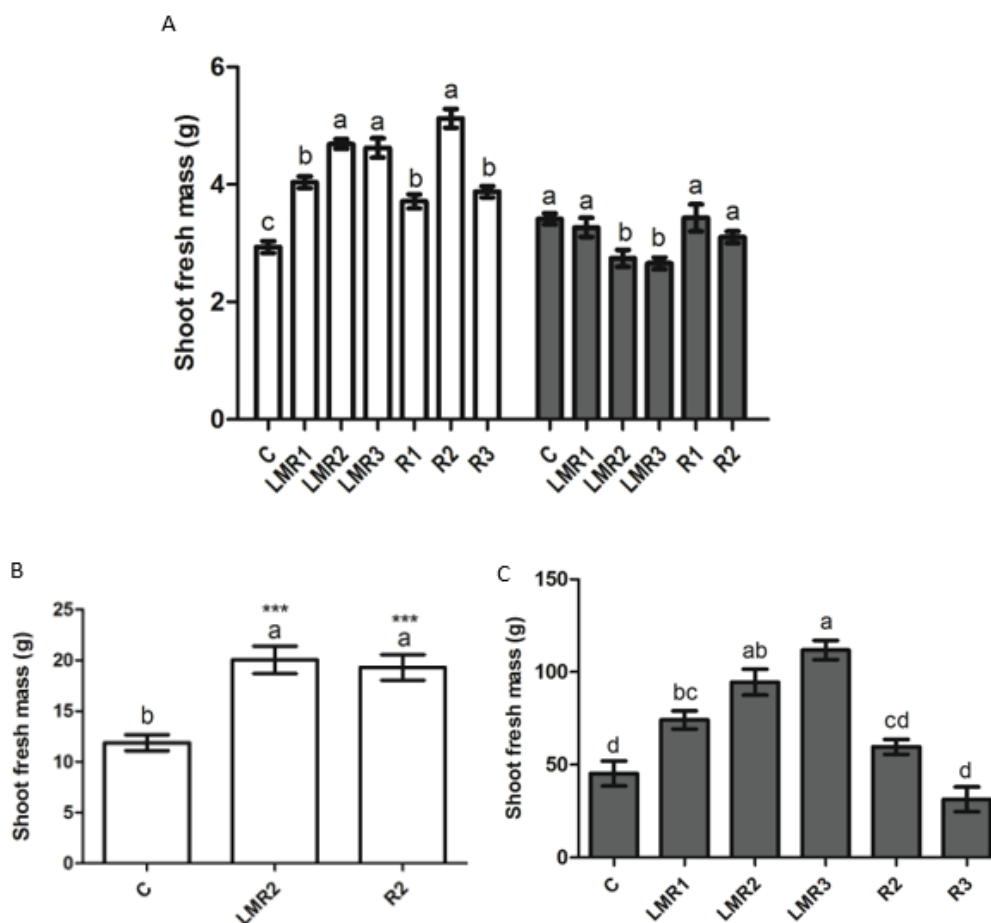 A
Shoot fresh mass (g)
6
4
2
0
c
b
a
a
b
a
b
a
a
b
b
a
a
C
LMR1
LMR2
LMR3
R1
R2
R3
C
LMR1
LMR2
LMR3
R1
R2
B
Shoot fresh mass (g)
25
20
15
10
5
0
b
***
a
***
a
C
LMR2
R2
C
Shoot fresh mass (g)
150
100
50
0
d
bc
ab
a
cd
d
C
LMR1
LMR2
LMR3
R2
R3